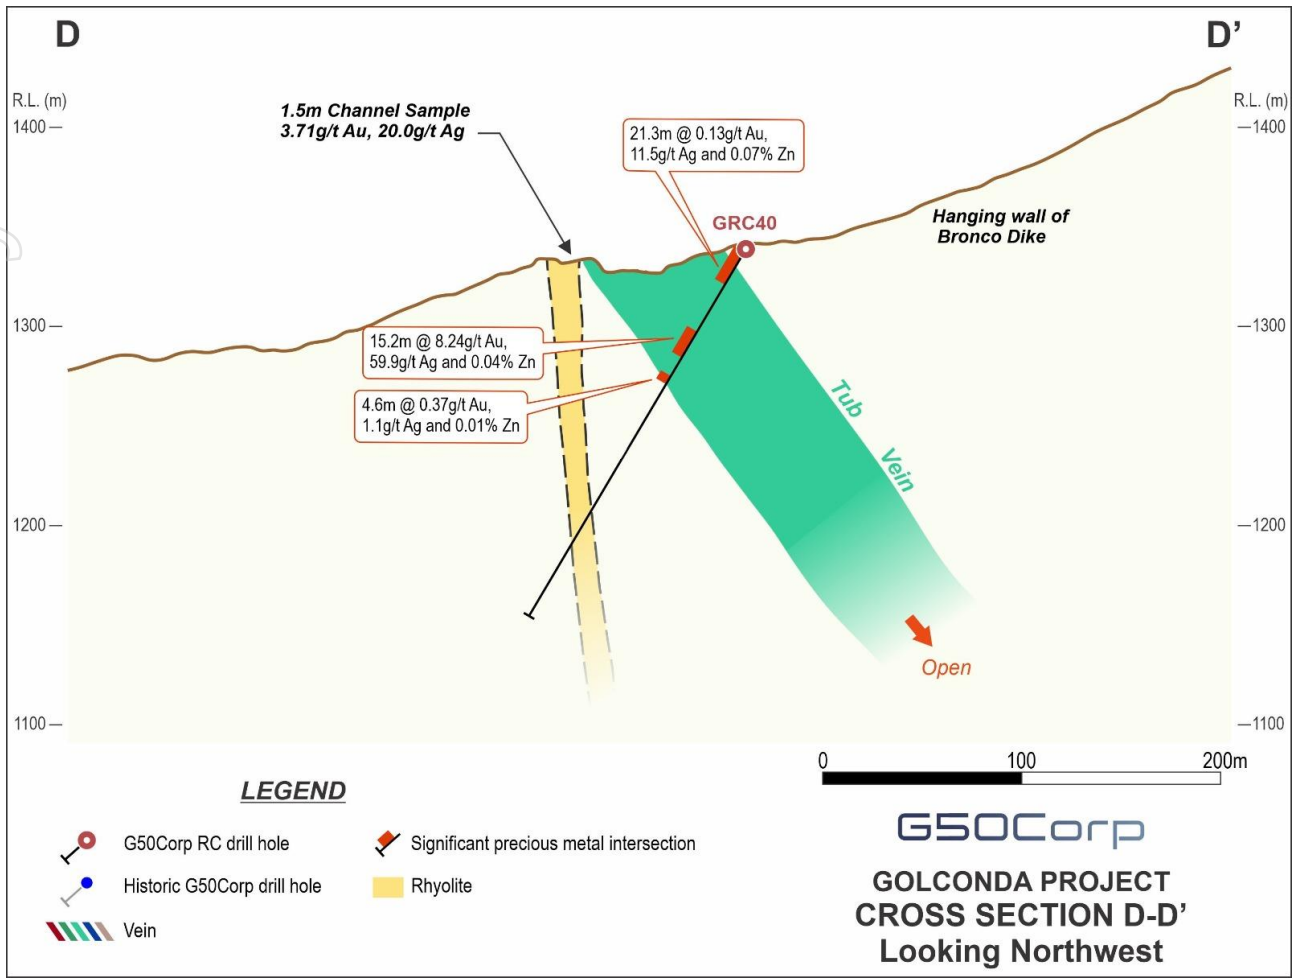 D
D’
R.L. (m)
R.L. (m)
1400
1400
1.5m Channel Sample
3.71g/t Au, 20.0g/t Ag
21.3m @ 0.13g/t Au,
11.5g/t Ag and 0.07% Zn
GRC40
Hanging wall of
Bronco Dike
1300
1300
15.2m @ 8.24g/t Au,
59.9g/t Ag and 0.04% Zn
4.6m @ 0.37g/t Au,
1.1g/t Ag and 0.01% Zn
Tub Vein
1200
1200
Open
1100
1100
0 100 200m
LEGEND
G50Corp RC drill hole
Historic G50Corp drill hole
Vein
Significant precious metal intersection
Rhyolite
G50Corp
GOLCONDA PROJECT
CROSS SECTION D-D’
Looking Northwest